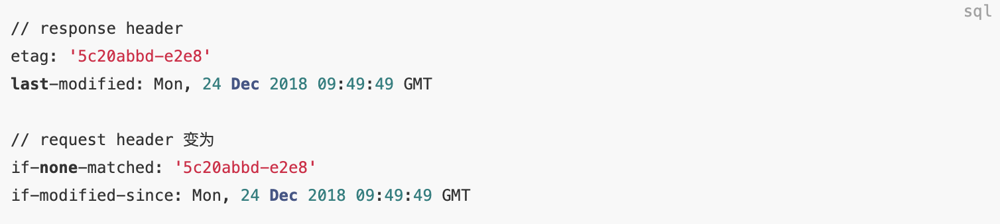 sql
// response header
etag: '5c20abbd-e2e8'
last-modified: Mon, 24 Dec 2018 09:49:49 GMT
// request header 变为
if-none-matched: '5c20abbd-e2e8'
if-modified-since: Mon, 24 Dec 2018 09:49:49 GMT